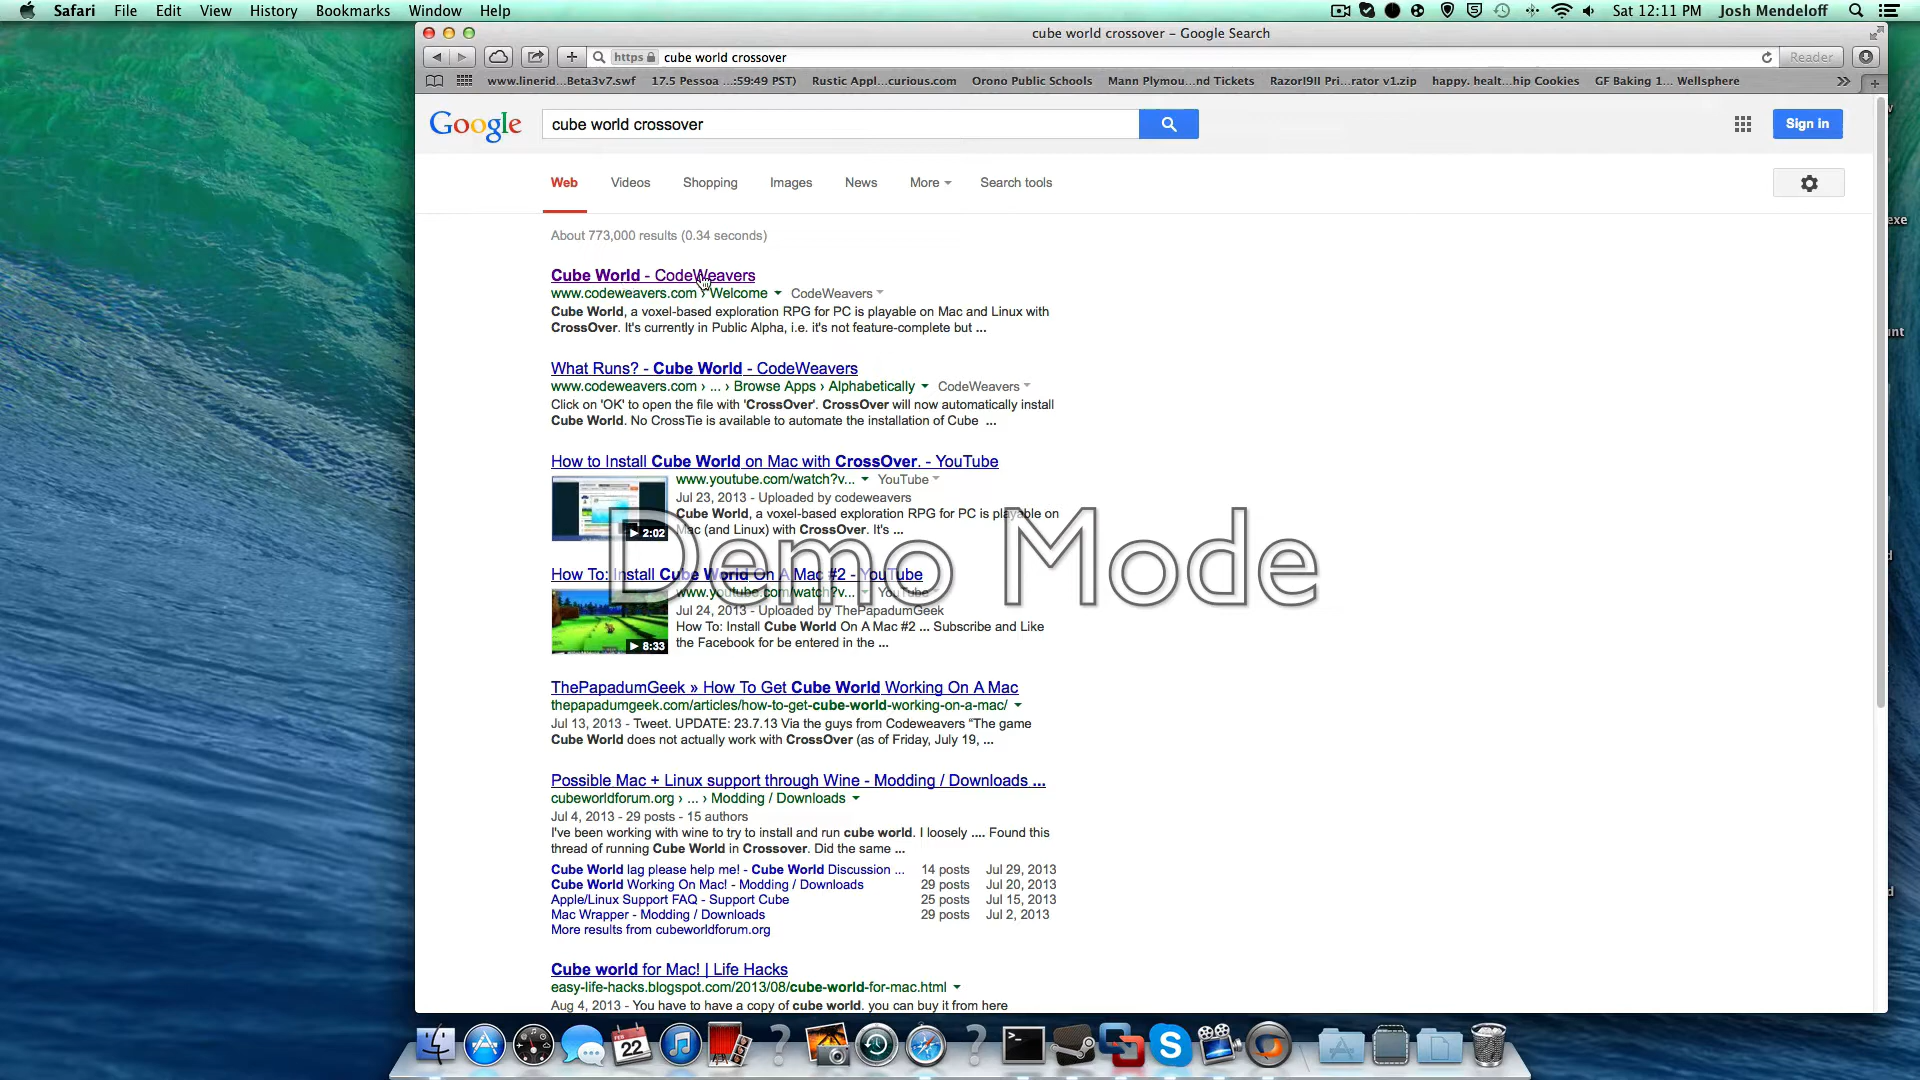 Safari File Edit View History Bookmarks Window Help Sat 12:11 PM Josh Mendeloff
cube world crossover – Google Search
https cube world crossover Reader
www.linerid...Beta3v7.swf 17.5 Pessoa ...:59:49 PST) Rustic Appl...curious.com Orono Public Schools Mann Plymou...nd Tickets Razorl9ll Pri...rator v1.zip happy. healt...hip Cookies GF Baking 1... Wellsphere
Google cube world crossover Sign in
Web Videos Shopping Images News More Search tools
About 773,000 results (0.34 seconds)
Cube World - CodeWeavers
www.codeweavers.com › Welcome CodeWeavers
Cube World, a voxel-based exploration RPG for PC is playable on Mac and Linux with
CrossOver. It's currently in Public Alpha, i.e. it's not feature-complete but ...
What Runs? - Cube World - CodeWeavers
www.codeweavers.com › ... › Browse Apps › Alphabetically CodeWeavers
Click on 'OK' to open the file with 'CrossOver'. CrossOver will now automatically install
Cube World. No CrossTie is available to automate the installation of Cube ...
How to Install Cube World on Mac with CrossOver. - YouTube
www.youtube.com/watch?v... YouTube
Jul 23, 2013 - Uploaded by codeweavers
Cube World, a voxel-based exploration RPG for PC is playable on
Mac (and Linux) with CrossOver. It's ...
2:02
Demo Mode
How To: Install Cube World On A Mac #2 - YouTube
www.youtube.com/watch?v... YouTube
Jul 24, 2013 - Uploaded by ThePapadumGeek
How To: Install Cube World On A Mac #2 ... Subscribe and Like
the Facebook for be entered in the ...
8:33
ThePapadumGeek » How To Get Cube World Working On A Mac
thepapadumgeek.com/articles/how-to-get-cube-world-working-on-a-mac/
Jul 13, 2013 - Tweet. UPDATE: 23.7.13 Via the guys from Codeweavers “The game
Cube World does not actually work with CrossOver (as of Friday, July 19, ...
Possible Mac + Linux support through Wine - Modding / Downloads ...
cubeworldforum.org › ... › Modding / Downloads
Jul 4, 2013 - 29 posts - 15 authors
I've been working with wine to try to install and run cube world. I loosely .... Found this
thread of running Cube World in Crossover. Did the same ...
Cube World lag please help me! - Cube World Discussion ... 14 posts Jul 29, 2013
Cube World Working On Mac! - Modding / Downloads 29 posts Jul 20, 2013
Apple/Linux Support FAQ - Support Cube 25 posts Jul 15, 2013
Mac Wrapper - Modding / Downloads 29 posts Jul 2, 2013
More results from cubeworldforum.org
Cube world for Mac! | Life Hacks
easy-life-hacks.blogspot.com/2013/08/cube-world-for-mac.html
Aug 4, 2013 - You have to have a copy of cube world. you can buy it from here
FEB
22